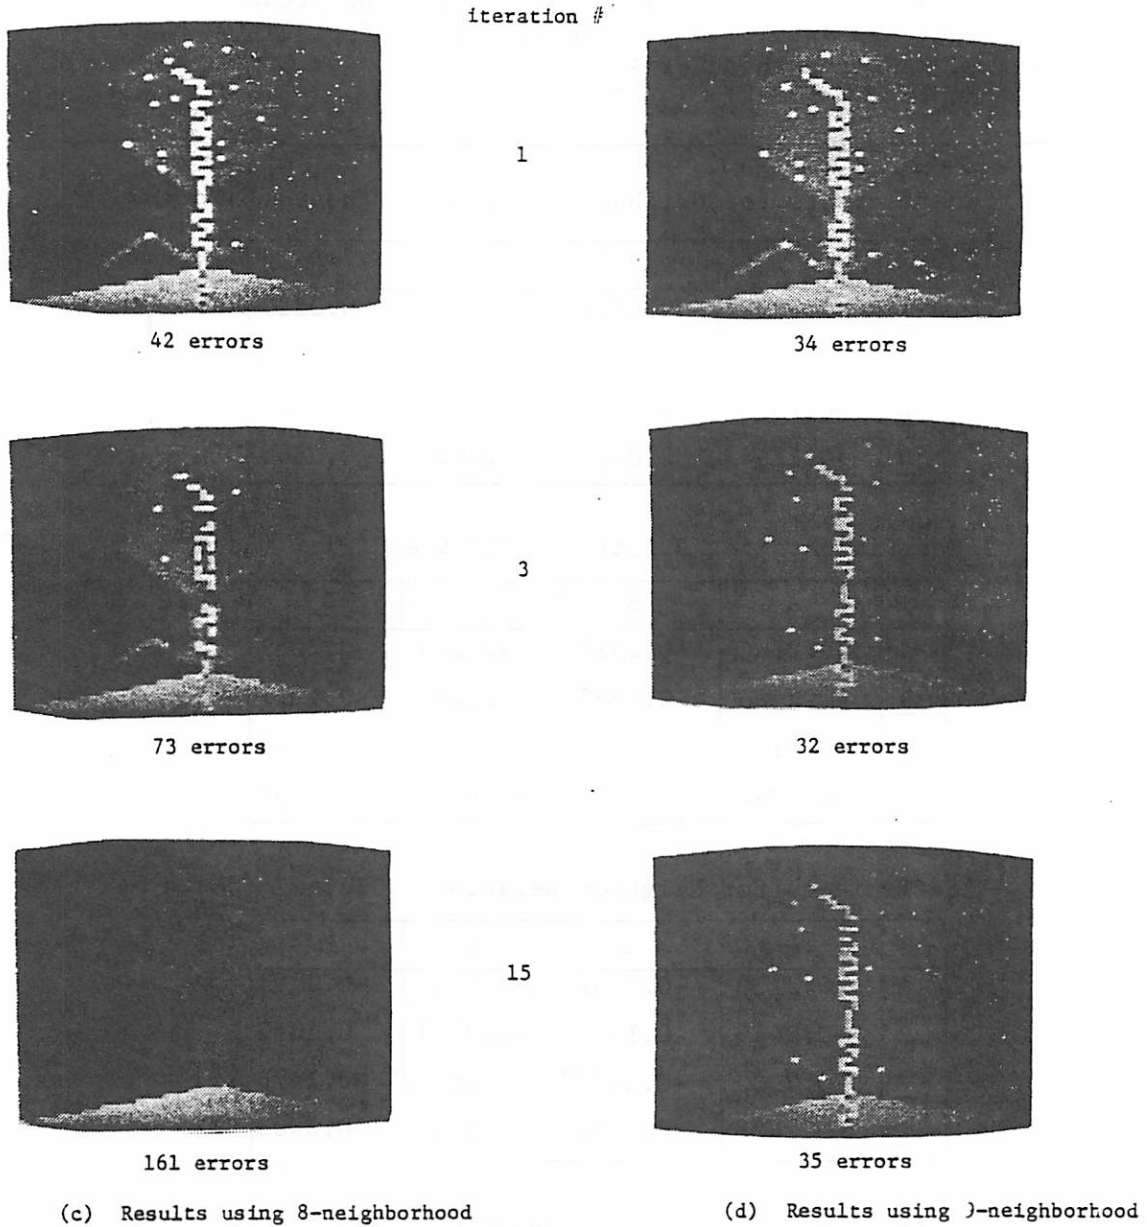 iteration #
1
42 errors
34 errors
3
73 errors
32 errors
15
161 errors
35 errors
(c) Results using 8-neighborhood
(d) Results using